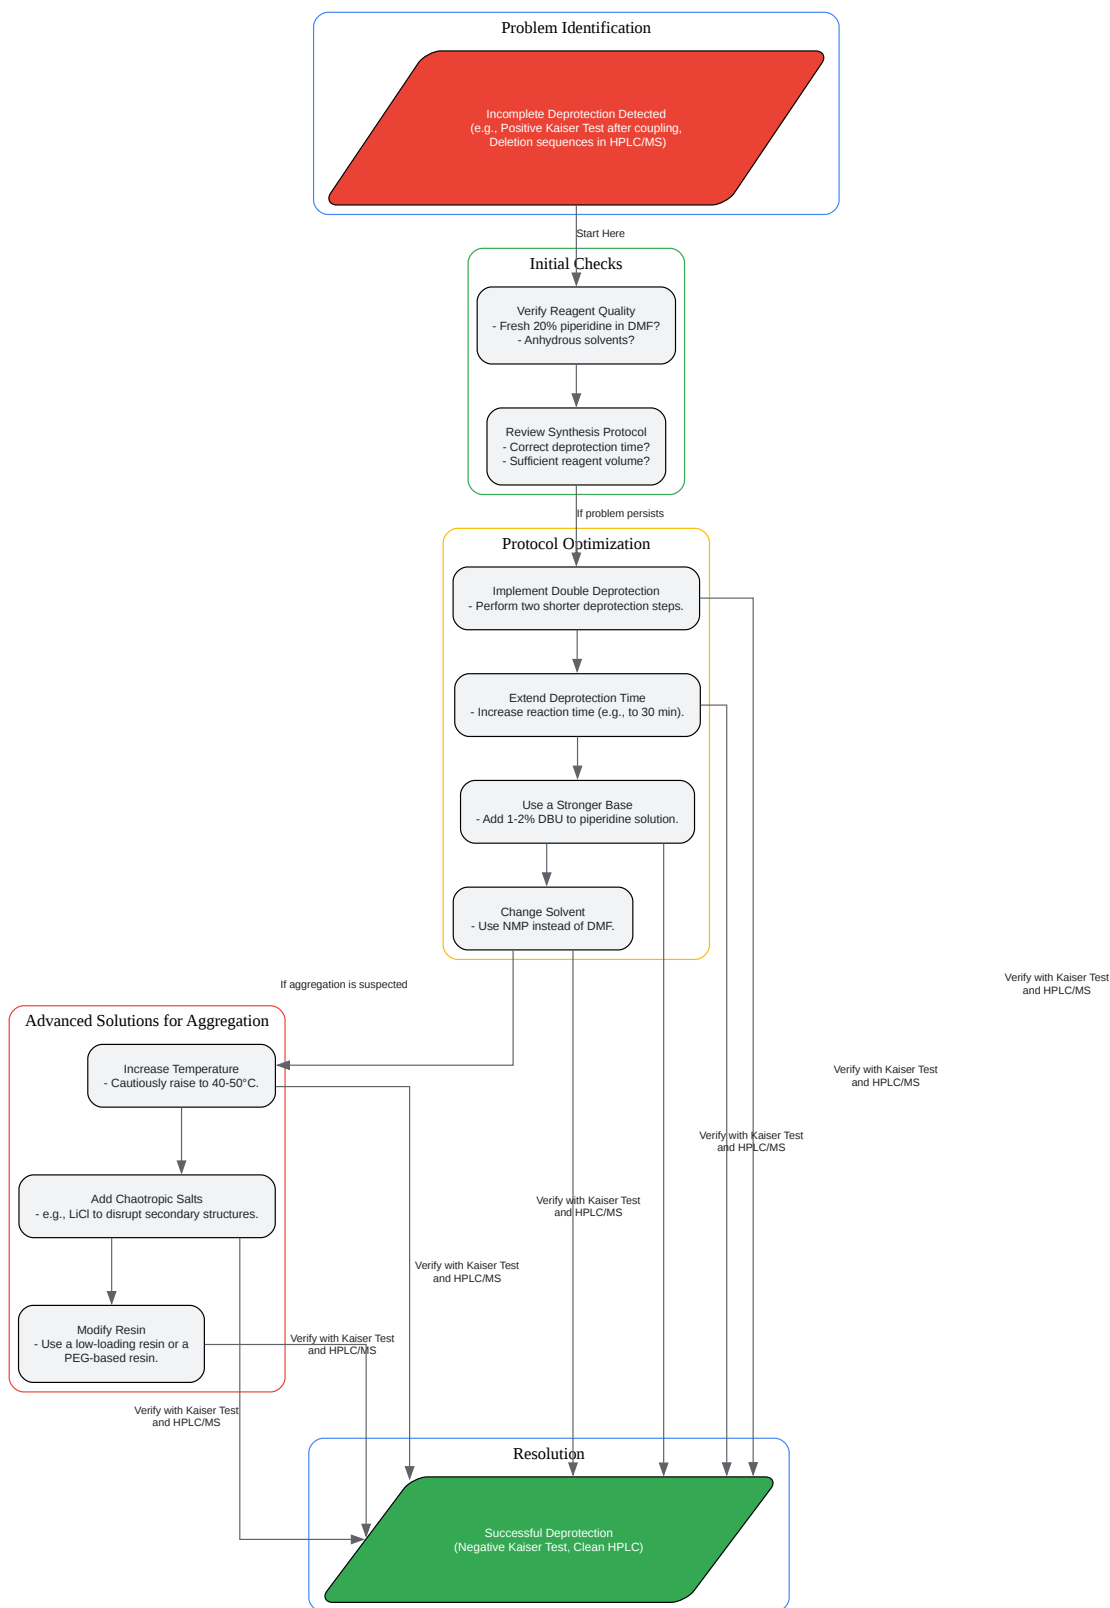 Problem Identification
Incomplete Deprotection Detected
(e.g., Positive Kaiser Test after coupling,
Deletion sequences in HPLC/MS)
Start Here
Initial Checks
Verify Reagent Quality
- Fresh 20% piperidine in DMF?
- Anhydrous solvents?
Review Synthesis Protocol
- Correct deprotection time?
- Sufficient reagent volume?
If problem persists
Protocol Optimization
Implement Double Deprotection
- Perform two shorter deprotection steps.
Extend Deprotection Time
- Increase reaction time (e.g., to 30 min).
Use a Stronger Base
- Add 1-2% DBU to piperidine solution.
Change Solvent
- Use NMP instead of DMF.
If aggregation is suspected
Verify with Kaiser Test
and HPLC/MS
Advanced Solutions for Aggregation
Increase Temperature
- Cautiously raise to 40-50°C.
Verify with Kaiser Test
and HPLC/MS
Verify with Kaiser Test
and HPLC/MS
Add Chaotropic Salts
- e.g., LiCl to disrupt secondary structures.
Verify with Kaiser Test
and HPLC/MS
Verify with Kaiser Test
and HPLC/MS
Modify Resin
- Use a low-loading resin or a
PEG-based resin.
Verify with Kaiser Test
and HPLC/MS
Verify with Kaiser Test
and HPLC/MS
Resolution
Successful Deprotection
(Negative Kaiser Test, Clean HPLC)